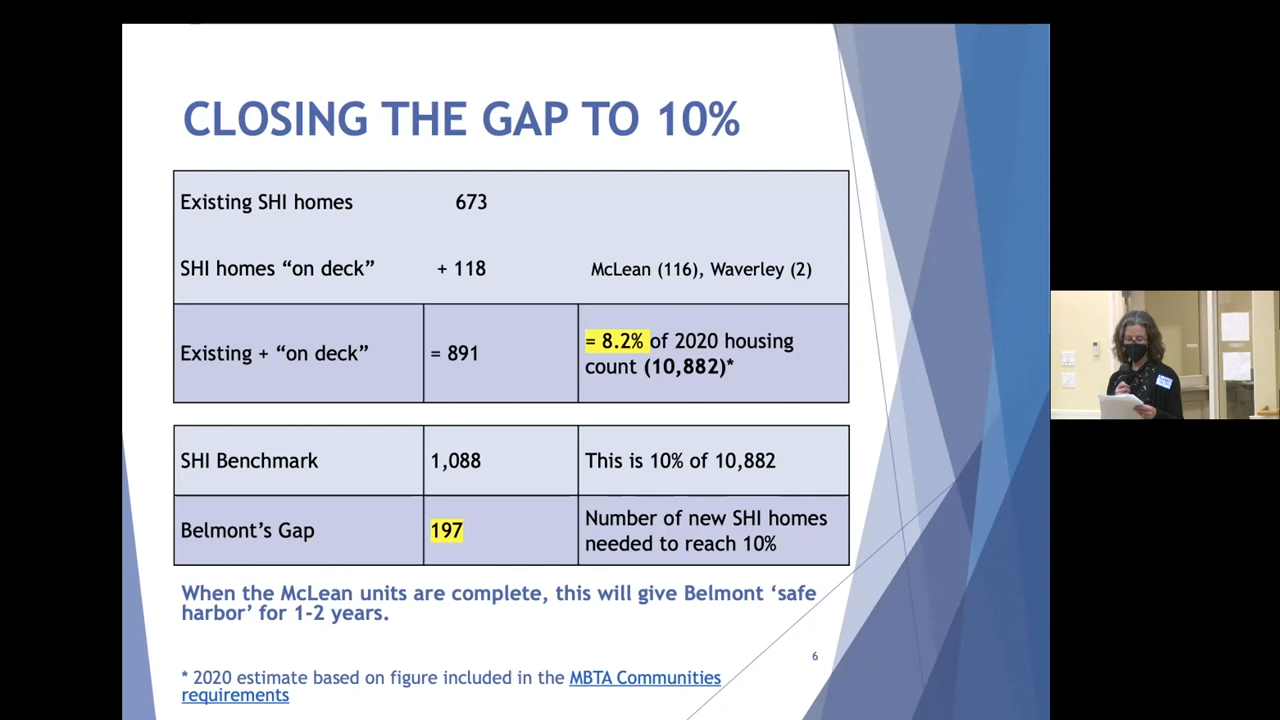 CLOSING THE GAP TO 10%
Existing SHI homes 673
SHI homes “on deck” + 118 McLean (116), Waverley (2)
Existing + “on deck” = 891 = 8.2% of 2020 housing
count (10,882)*
SHI Benchmark 1,088 This is 10% of 10,882
Belmont’s Gap 197 Number of new SHI homes
needed to reach 10%
When the McLean units are complete, this will give Belmont ‘safe
harbor’ for 1-2 years.
6
* 2020 estimate based on figure included in the MBTA Communities
requirements